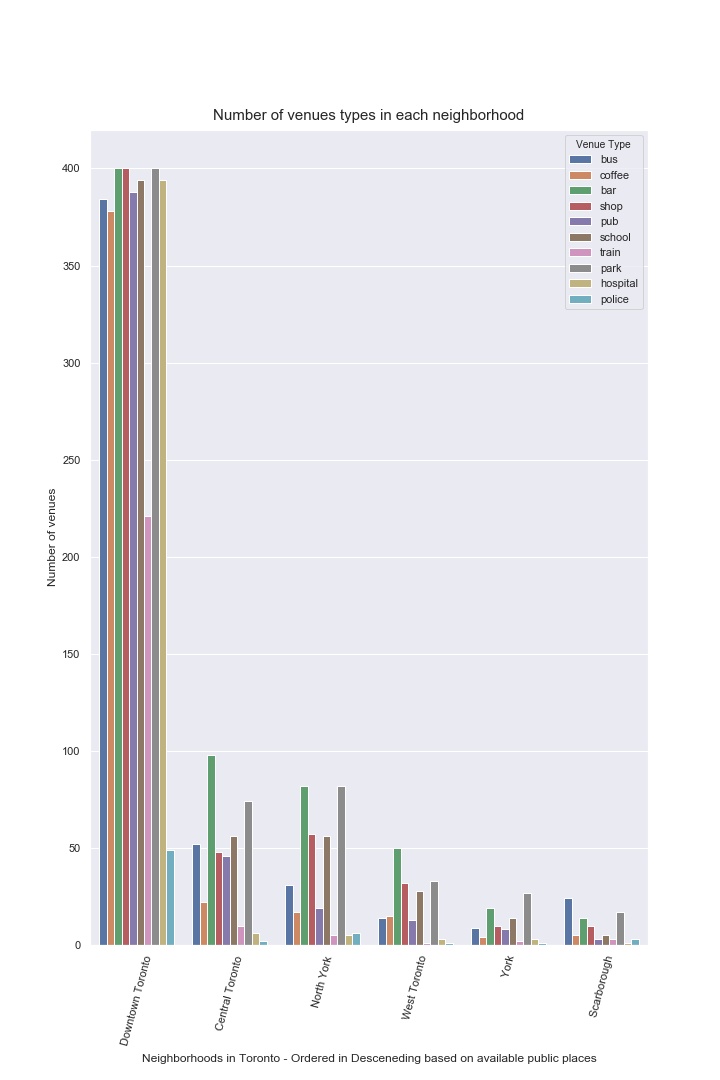 Number of venues types in each neighborhood
Venue Type
bus
coffee
bar
shop
pub
school
train
park
hospital
police
400
350
300
250
200
150
100
50
0
Number of venues
Downtown Toronto
Central Toronto
North York
West Toronto
York
Scarborough
Neighborhoods in Toronto - Ordered in Desceneding based on available public places